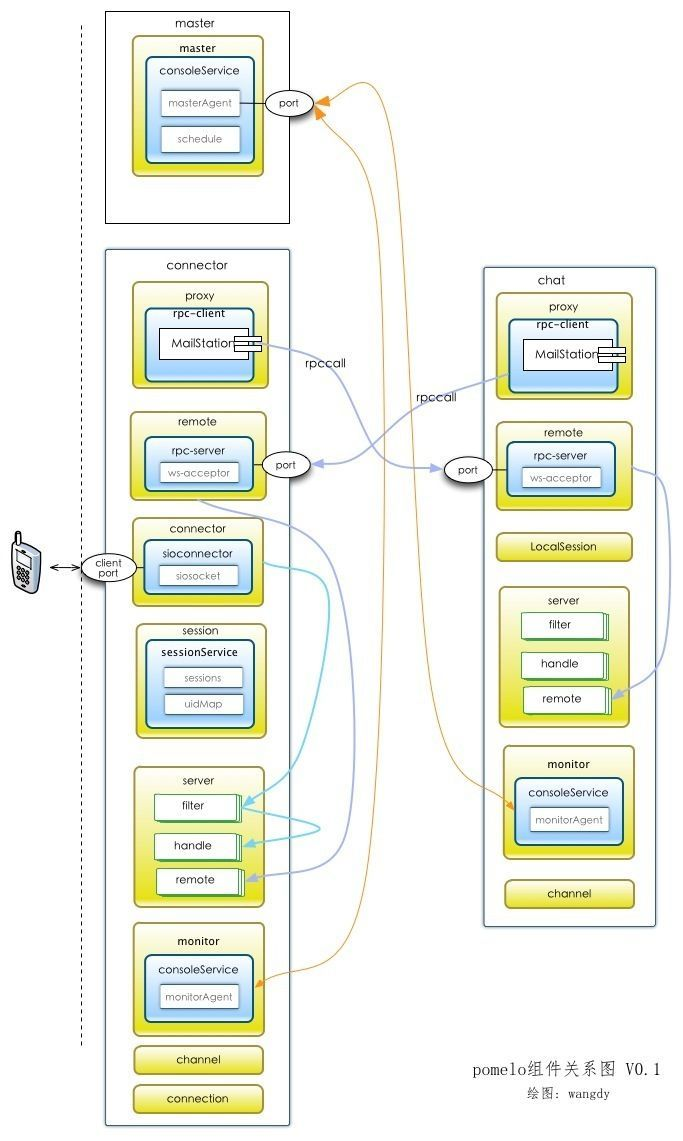 master
master
consoleService
masterAgent
port
schedule
connector
proxy
rpc-client
MailStation
rpccall
remote
rpc-server
ws-acceptor
port
connector
sioconnector
siosocket
client
port
session
sessionService
sessions
uidMap
server
filter
handle
remote
monitor
consoleService
monitorAgent
channel
connection
chat
proxy
rpc-client
MailStation
rpccall
remote
rpc-server
port
ws-acceptor
LocalSession
server
filter
handle
remote
monitor
consoleService
monitorAgent
channel
pomelo组件关系图 V0.1
绘图: wangdy